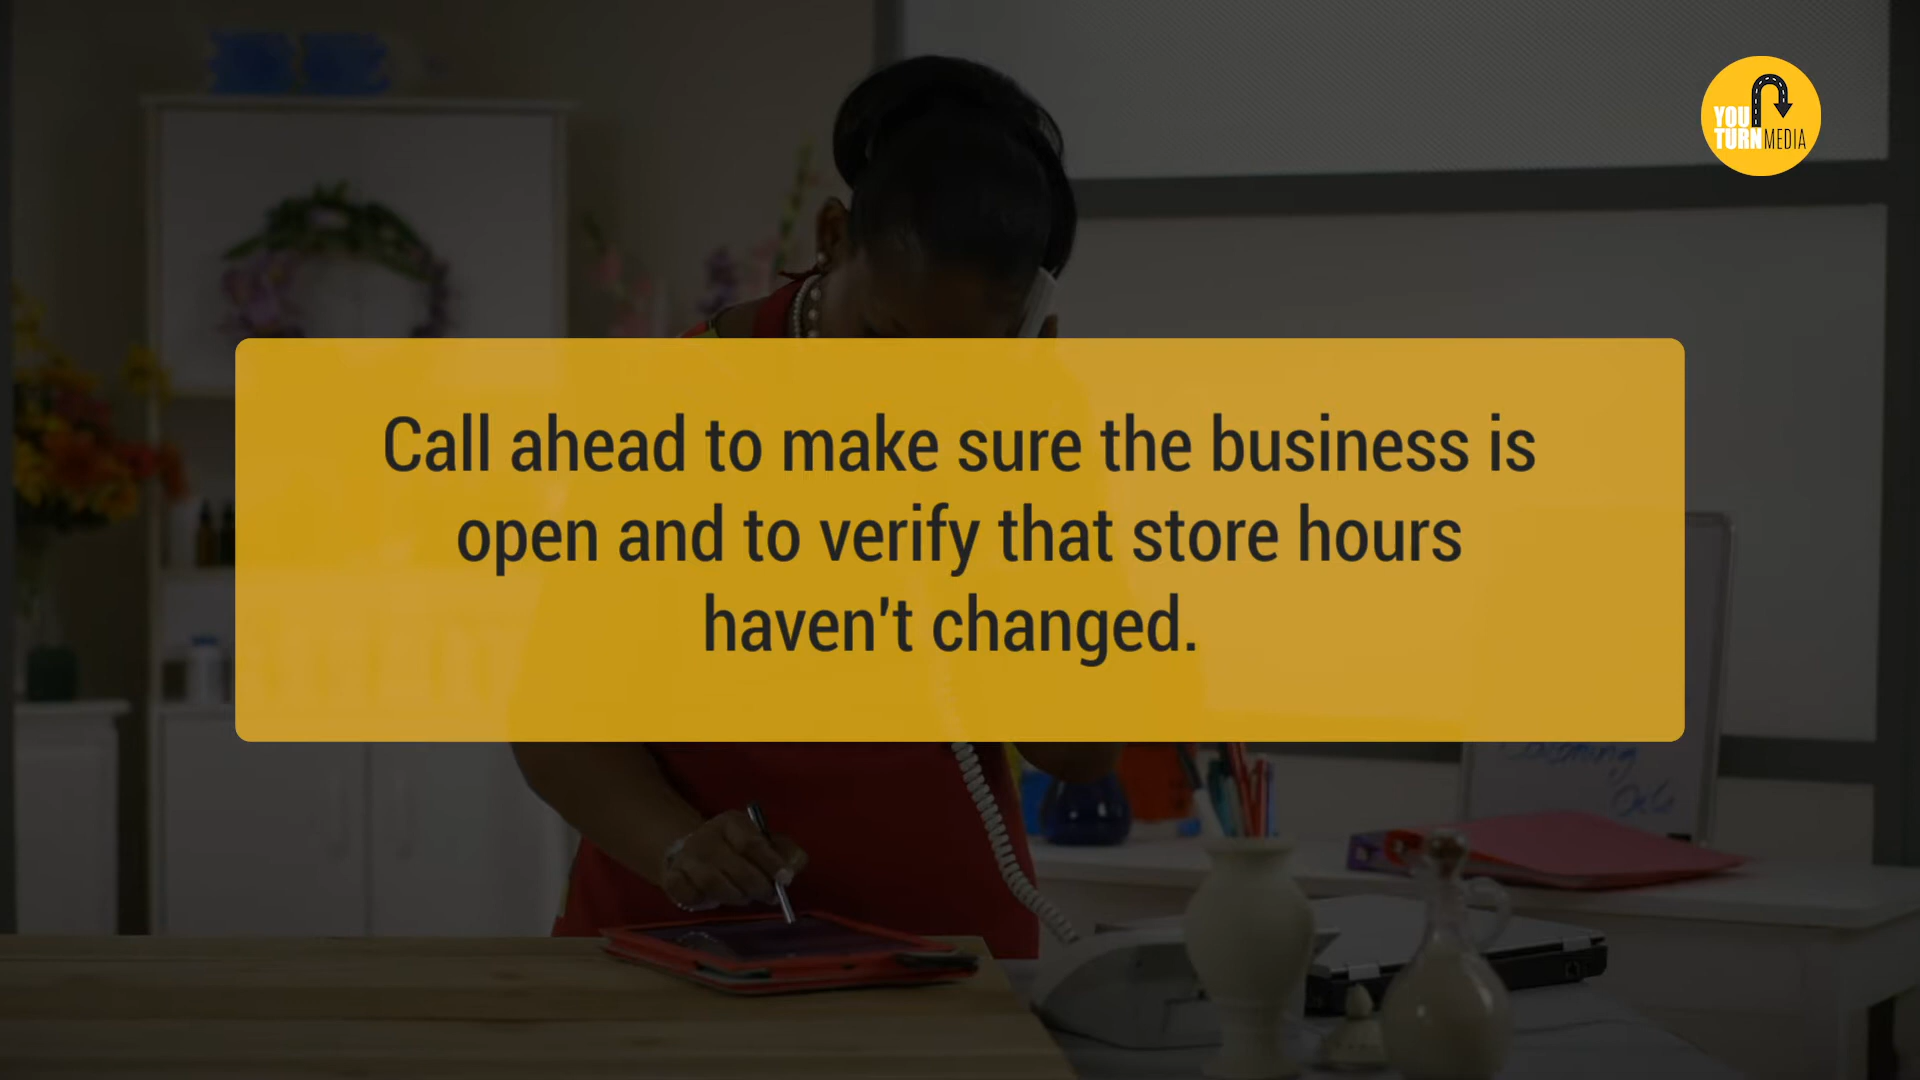 YOU
TURN MEDIA
Call ahead to make sure the business is
open and to verify that store hours
haven't changed.